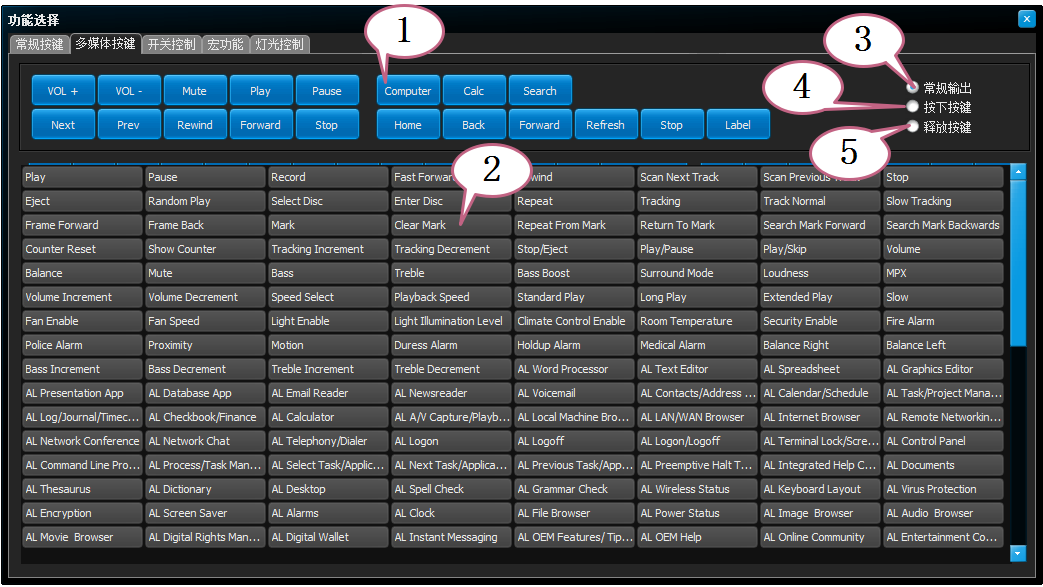 功能选择
常规按键 多媒体按键 开关控制 宏功能 灯光控制
1
3
4
5
2
VOL + VOL - Mute Play Pause Computer Calc Search
Next Prev Rewind Forward Stop Home Back Forward Refresh Stop Label
常规输出
按下按键
释放按键
Play Pause Record Fast Forward Scan Next Track Scan Previous Stop
Eject Random Play Select Disc Enter Disc Repeat Tracking Track Normal Slow Tracking
Frame Forward Frame Back Mark Clear Mark Repeat From Mark Return To Mark Search Mark Forward Search Mark Backwards
Counter Reset Show Counter Tracking Increment Tracking Decrement Stop/Eject Play/Pause Play/Skip Volume
Balance Mute Bass Treble Bass Boost Surround Mode Loudness MPX
Volume Increment Volume Decrement Speed Select Playback Speed Standard Play Long Play Extended Play Slow
Fan Enable Fan Speed Light Enable Light Illumination Level Climate Control Enable Room Temperature Security Enable Fire Alarm
Police Alarm Proximity Motion Duress Alarm Holdup Alarm Medical Alarm Balance Right Balance Left
Bass Increment Bass Decrement Treble Increment Treble Decrement AL Word Processor AL Text Editor AL Spreadsheet AL Graphics Editor
AL Presentation App AL Database App AL Email Reader AL Newsreader AL Voicemail AL Contacts/Address ... AL Calendar/Schedule AL Task/Project Mana...
AL Log/Journal/Timec... AL Checkbook/Finance AL Calculator AL A/V Capture/Playb... AL Local Machine Bro... AL LAN/WAN Browser AL Internet Browser AL Remote Networkin...
AL Network Conference AL Network Chat AL Telephony/Dialer AL Logon AL Logoff AL Logon/Logoff AL Terminal Lock/Scre... AL Control Panel
AL Command Line Pro... AL Process/Task Man... AL Select Task/Applic... AL Next Task/Applica... AL Previous Task/App... AL Preemptive Halt T... AL Integrated Help C... AL Documents
AL Thesaurus AL Dictionary AL Desktop AL Spell Check AL Grammar Check AL Wireless Status AL Keyboard Layout AL Virus Protection
AL Encryption AL Screen Saver AL Alarms AL Clock AL File Browser AL Power Status AL Image Browser AL Audio Browser
AL Movie Browser AL Digital Rights Man... AL Digital Wallet AL Instant Messaging AL OEM Features/ Tip... AL OEM Help AL Online Community AL Entertainment Co...